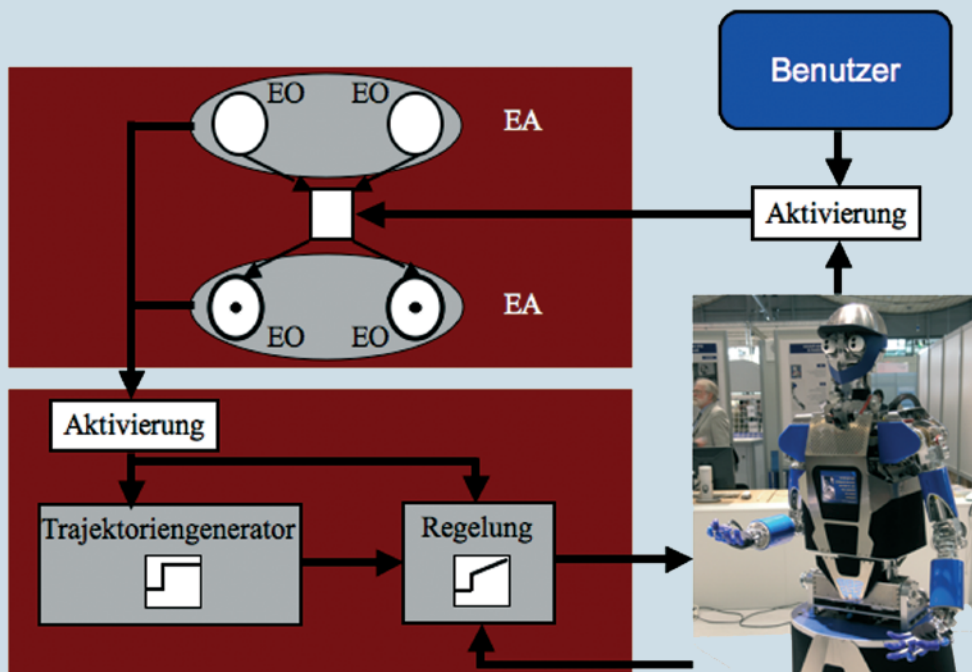 EO EO
EA
Benutzer
Aktivierung
EA
EO EO
Aktivierung
Trajektoriengenerator
Regelung